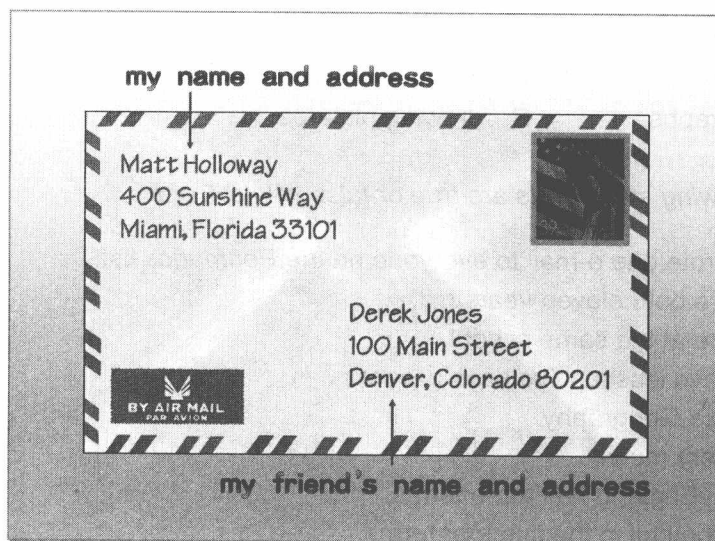 my name and address
Matt Holloway
400 Sunshine Way
Miami, Florida 33101
Derek Jones
100 Main Street
Denver, Colorado 80201
BY AIR MAIL
PAR AVION
my friend's name and address